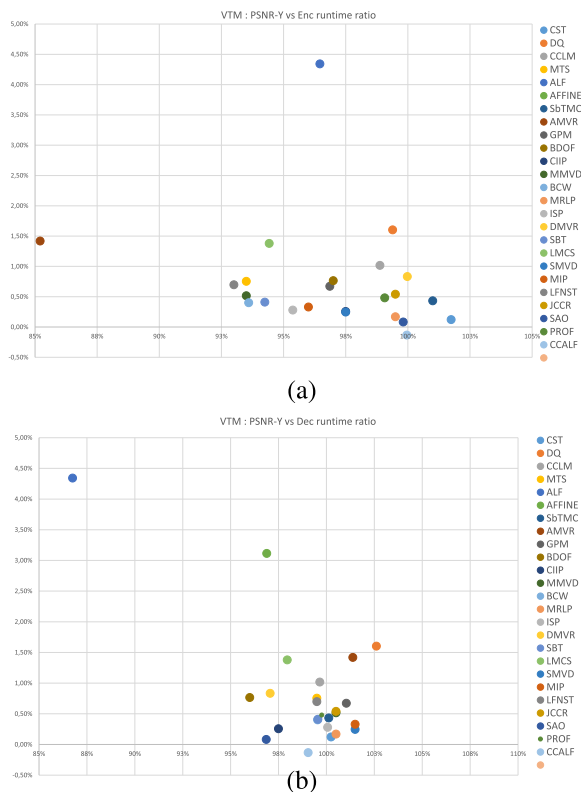 VTM : PSNR-Y vs Enc runtime ratio
5,00%
4,50%
4,00%
3,50%
3,00%
2,50%
2,00%
1,50%
1,00%
0,50%
0,00%
-0,50%
85% 88% 90% 93% 95% 98% 100% 103% 105%
CST
DQ
CCLM
MTS
ALF
AFFINE
SbTMC
AMVR
GPM
BDOF
CIIP
MMVD
BCW
MRLP
ISP
DMVR
SBT
LMCS
SMVD
MIP
LFNST
JCCR
SAO
PROF
CCALF
(a)
VTM : PSNR-Y vs Dec runtime ratio
5,00%
4,50%
4,00%
3,50%
3,00%
2,50%
2,00%
1,50%
1,00%
0,50%
0,00%
-0,50%
85% 88% 90% 93% 95% 98% 100% 103% 105% 108% 110%
CST
DQ
CCLM
MTS
ALF
AFFINE
SbTMC
AMVR
GPM
BDOF
CIIP
MMVD
BCW
MRLP
ISP
DMVR
SBT
LMCS
SMVD
MIP
LFNST
JCCR
SAO
PROF
CCALF
(b)